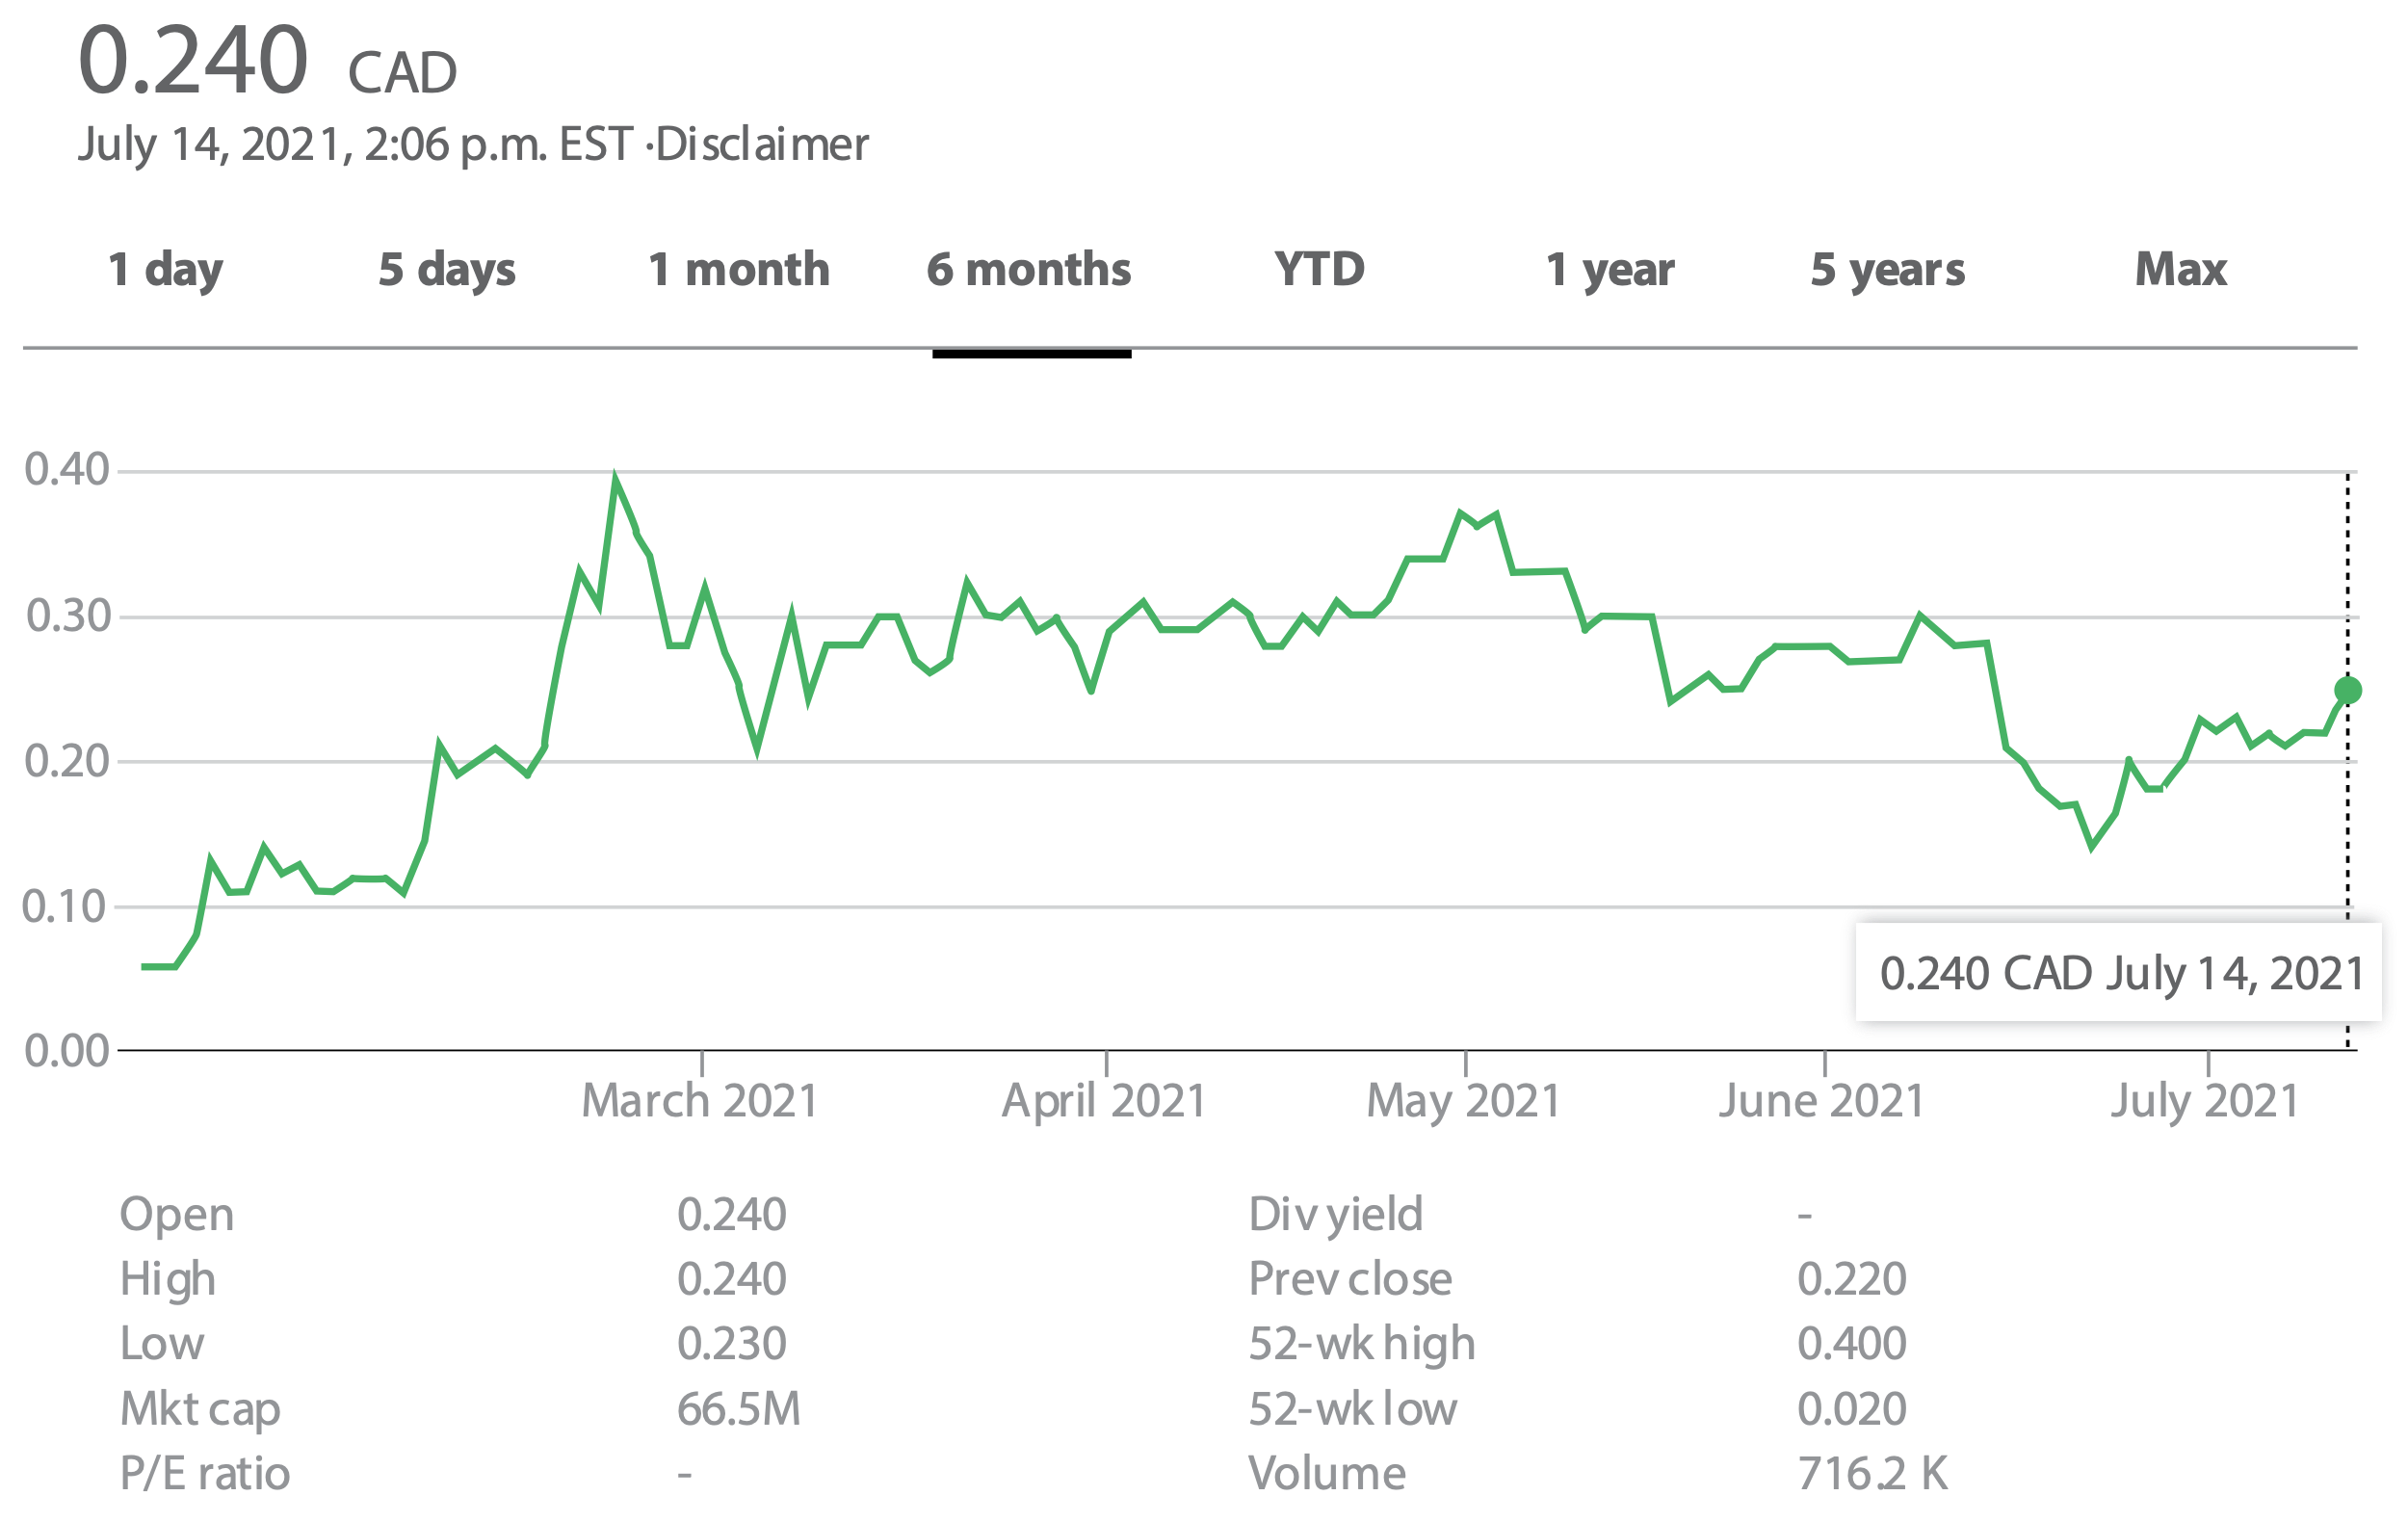 0.240 CAD
July 14, 2021, 2:06 p.m. EST ·Disclaimer
1 day 5 days 1 month 6 months YTD 1 year 5 years Max
0.40
0.30
0.20
0.10
0.240 CAD July 14, 2021
0.00
March 2021 April 2021 May 2021 June 2021 July 2021
Open 0.240 Div yield -
High 0.240 Prev close 0.220
Low 0.230 52-wk high 0.400
Mkt cap 66.5M 52-wk low 0.020
P/E ratio - Volume 716.2 K